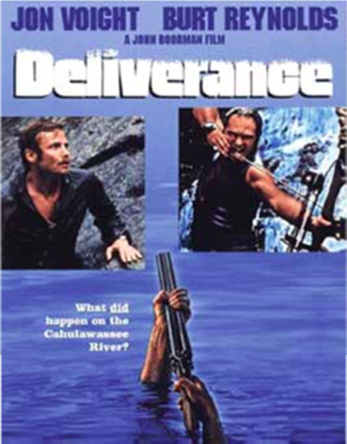 JON VOIGHT BURT REYNOLDS
A JOHN BOORMAN FILM
Deliverance
What did
happen on the
Cahulawassee
River?